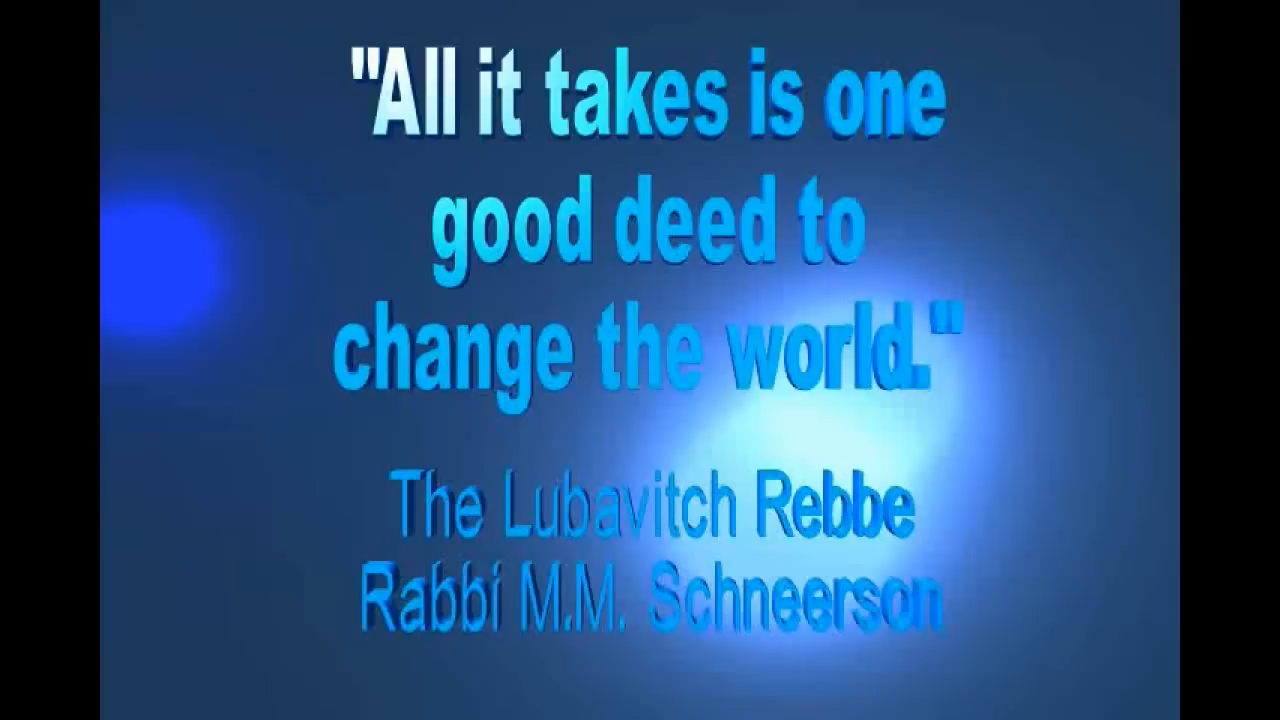 "All it takes is one
good deed to
change the world."
The Lubavitch Rebbe
Rabbi M.M. Schneerson